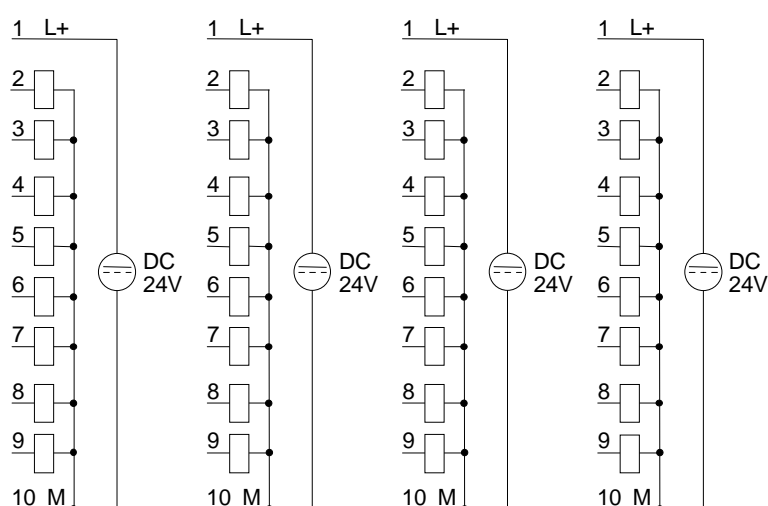 1 L+ 1 L+ 1 L+ 1 L+
2 2 2 2
3 3 3 3
4 4 4 4
5 5 5 5
DC DC DC DC
6 24V 6 24V 6 24V 6 24V
7 7 7 7
8 8 8 8
9 9 9 9
10 M 10 M 10 M 10 M